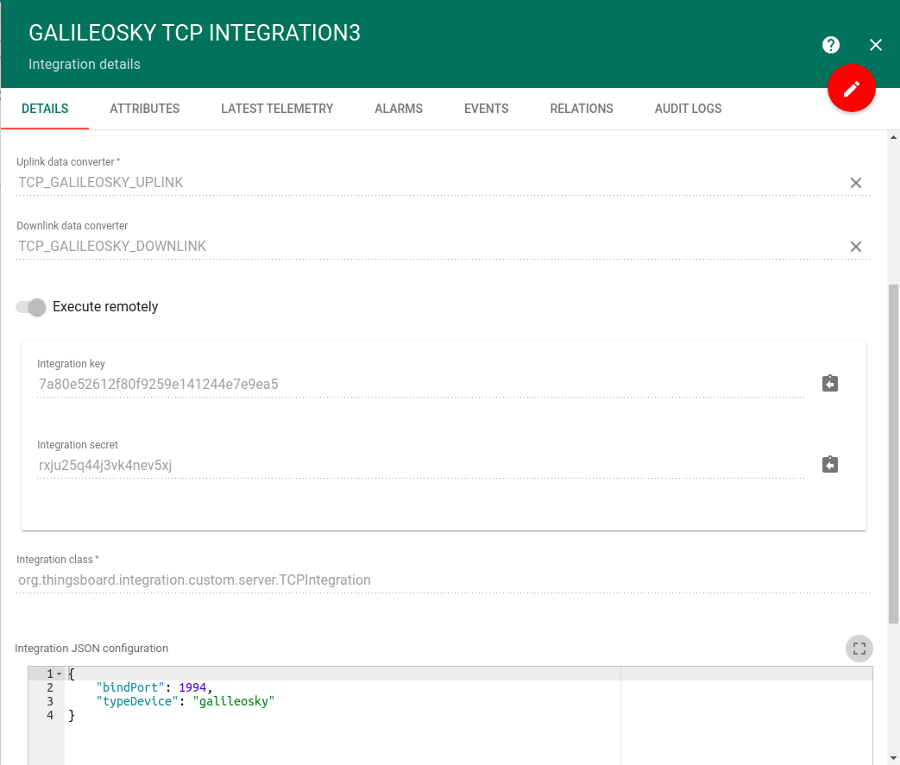 GALILEOSKY TCP INTEGRATION3
Integration details
DETAILS ATTRIBUTES LATEST TELEMETRY ALARMS EVENTS RELATIONS AUDIT LOGS
Uplink data converter *
TCP_GALILEOSKY_UPLINK
Downlink data converter
TCP_GALILEOSKY_DOWNLINK
Execute remotely
Integration key
7a80e52612f80f9259e141244e7e9ea5
Integration secret
rxju25q44j3vk4nev5xj
Integration class *
org.thingsboard.integration.custom.server.TCPIntegration
Integration JSON configuration
1 {
2 "bindPort": 1994,
3 "typeDevice": "galileosky"
4 }